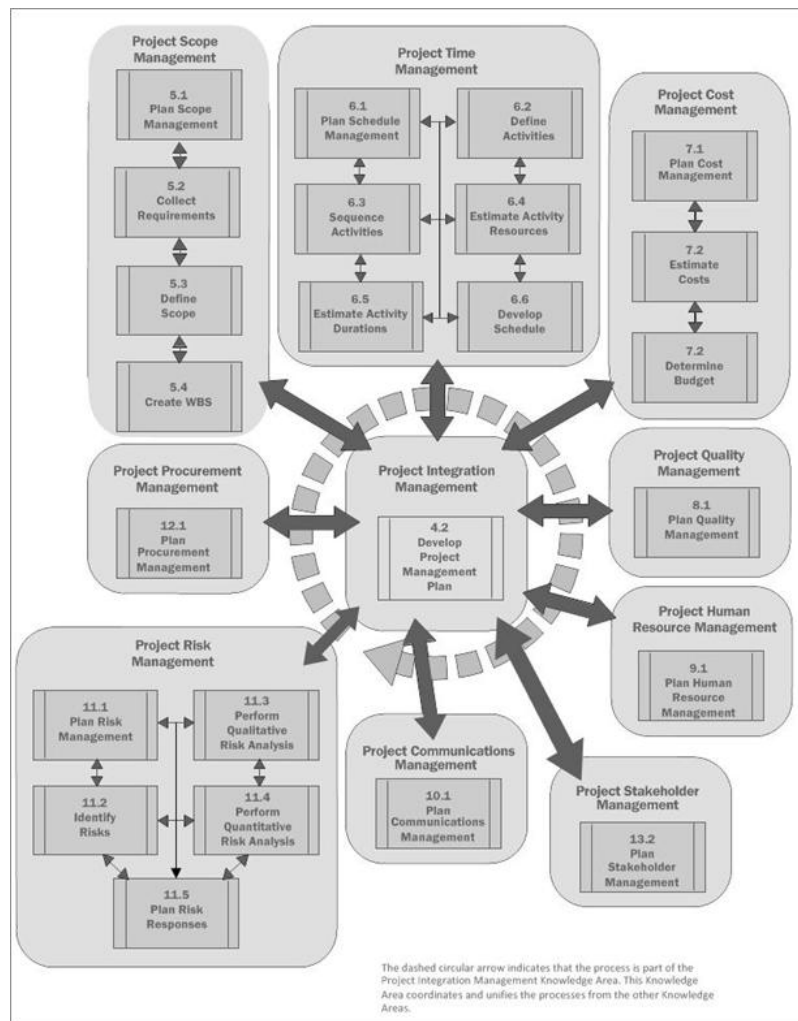 Project Scope
Management
5.1
Plan Scope
Management
5.2
Collect
Requirements
5.3
Define
Scope
5.4
Create WBS
Project Time
Management
6.1
Plan Schedule
Management
6.2
Define
Activities
6.3
Sequence
Activities
6.4
Estimate Activity
Resources
6.5
Estimate Activity
Durations
6.6
Develop
Schedule
Project Cost
Management
7.1
Plan Cost
Management
7.2
Estimate
Costs
7.2
Determine
Budget
Project Procurement
Management
12.1
Plan
Procurement
Management
Project Integration
Management
4.2
Develop
Project
Management
Plan
Project Quality
Management
8.1
Plan Quality
Management
Project Human
Resource Management
9.1
Plan Human
Resource
Management
Project Risk
Management
11.1
Plan Risk
Management
11.3
Perform
Qualitative
Risk Analysis
11.2
Identify
Risks
11.4
Perform
Quantitative
Risk Analysis
11.5
Plan Risk
Responses
Project Communications
Management
10.1
Plan
Communications
Management
Project Stakeholder
Management
13.2
Plan
Stakeholder
Management
The dashed circular arrow indicates that the process is part of the
Project Integration Management Knowledge Area. This Knowledge
Area coordinates and unifies the processes from the other Knowledge
Areas.